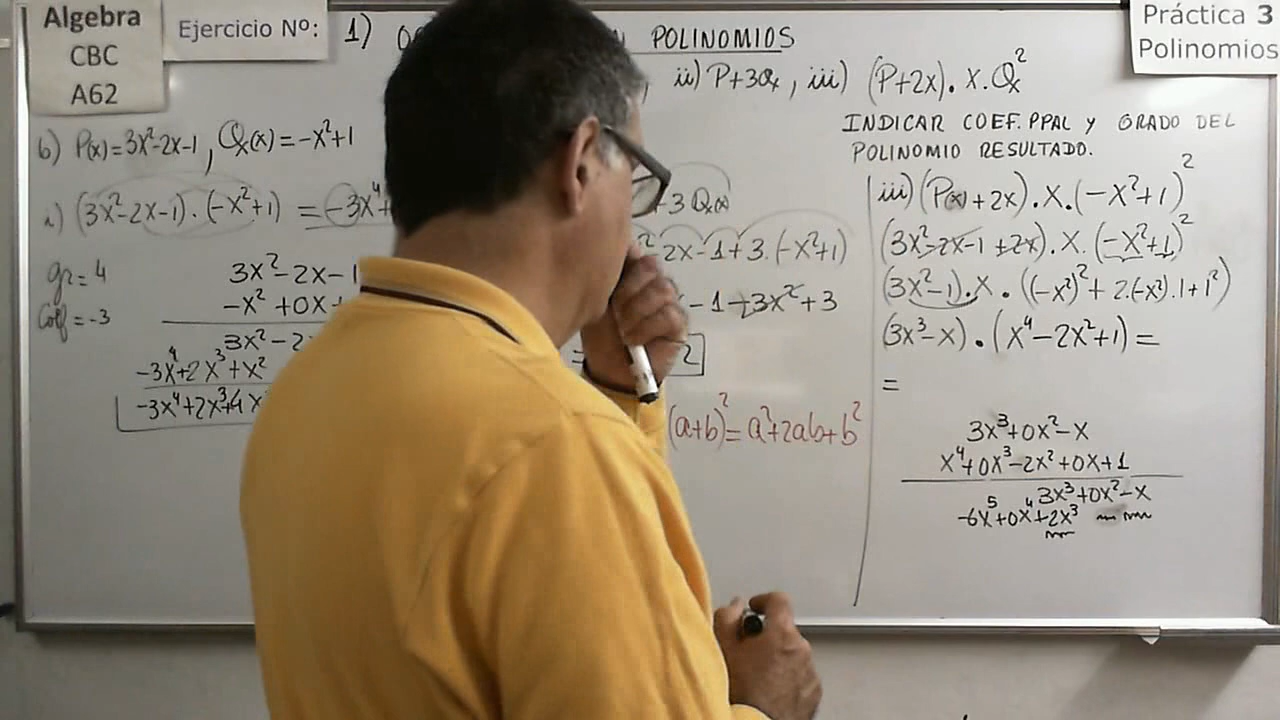 Algebra
CBC
A62
Ejercicio Nº:
1)
POLINOMIOS
Práctica 3
Polinomios
, ii) P+3Qx, iii) (P+2x).x.Qx²
INDICAR COEF. PPAL Y GRADO DEL
POLINOMIO RESULTADO.
b) P(x)=3x²-2x-1, Q(x)=-x²+1
i) (3x²-2x-1).(-x²+1) = -3x⁴+
gr=4
Coef=-3
3x²-2x-1
-x²+0x+
3x²-2
-3x⁴+2x³+x²
-3x⁴+2x³+4x
+3Q(x)
²-2x-1+3.(-x²+1)
-1-3x²+3
=
2
(a+b)²=a²+2ab+b²
iii) (P(x)+2x).x.(-x²+1)²
(3x²-2x-1+2x).x.(-x²+1)²
(3x²-1).x.((-x²)²+2.(-x²).1+1²)
(3x³-x).(x⁴-2x²+1)=
=
3x³+0x²-x
x⁴+0x³-2x²+0x+1
3x³+0x²-x
-6x⁵+0x⁴+2x³